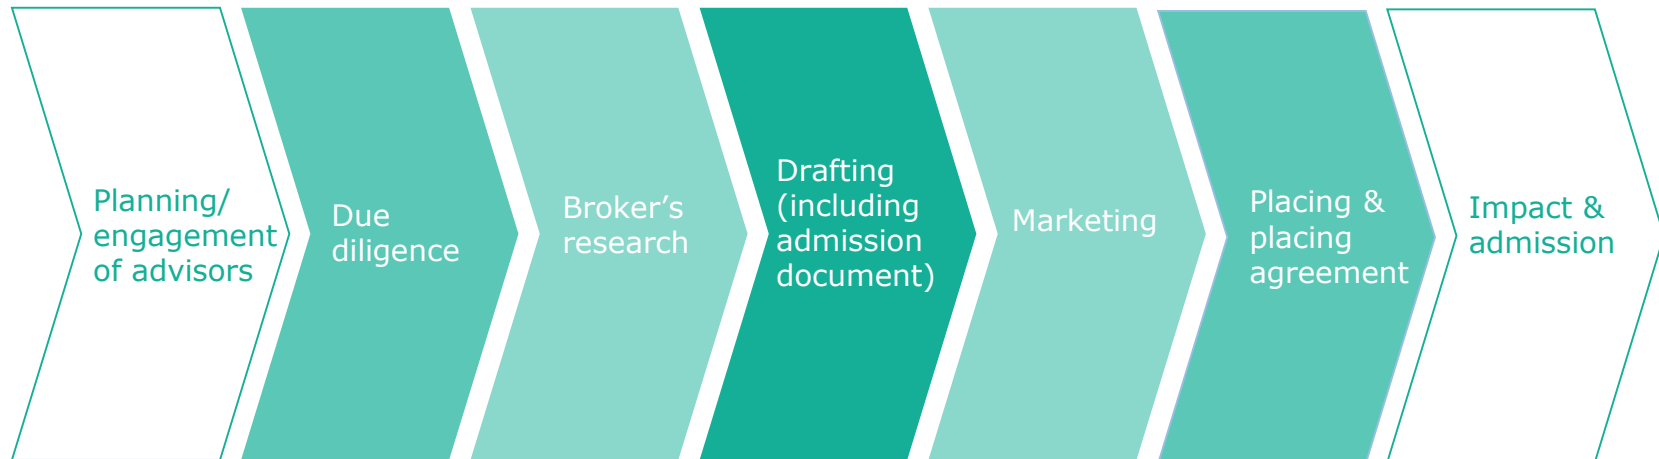 Planning/
engagement
of advisors
Due
diligence
Broker’s
research
Drafting
(including
admission
document)
Marketing
Placing &
placing
agreement
Impact &
admission